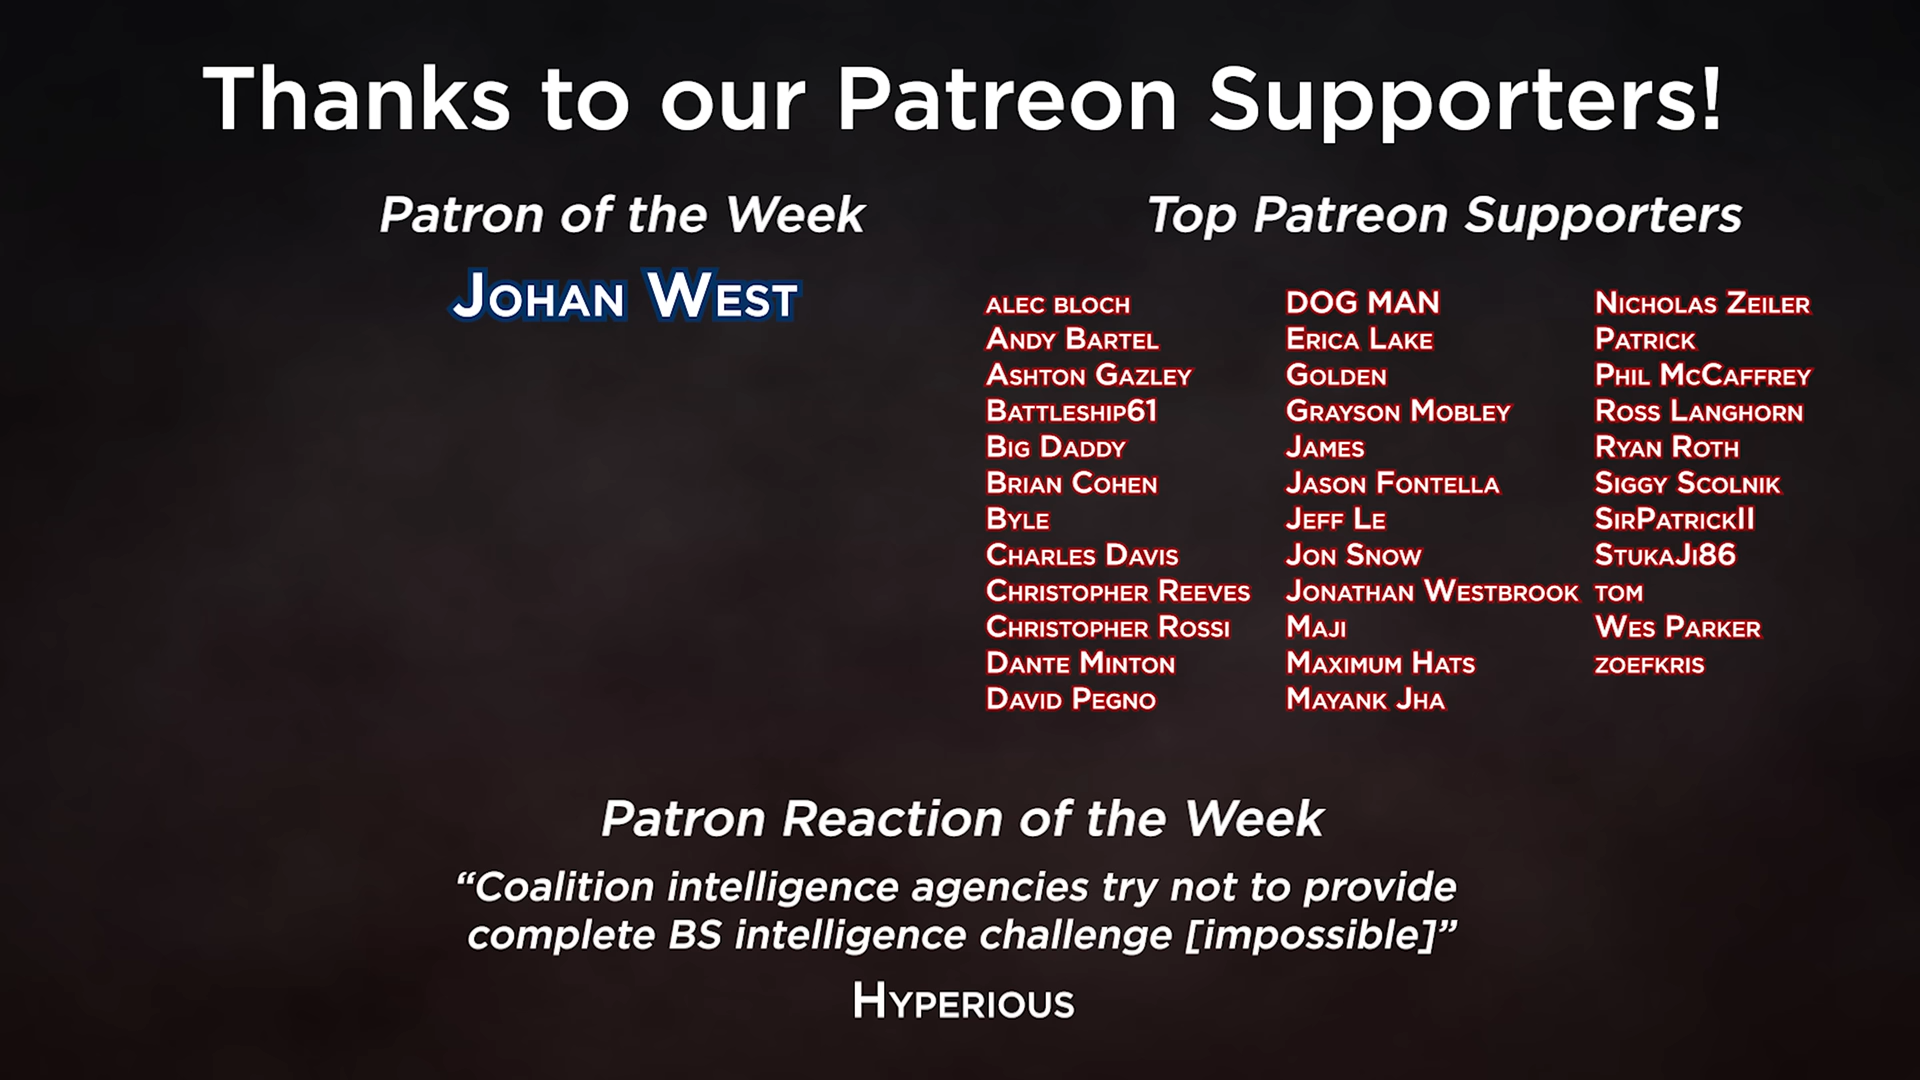 Thanks to our Patreon Supporters!
Patron of the Week
Johan West
Top Patreon Supporters
alec bloch
Andy Bartel
Ashton Gazley
Battleship61
Big Daddy
Brian Cohen
Byle
Charles Davis
Christopher Reeves
Christopher Rossi
Dante Minton
David Pegno
DOG MAN
Erica Lake
Golden
Grayson Mobley
James
Jason Fontella
Jeff Le
Jon Snow
Jonathan Westbrook
Maji
Maximum Hats
Mayank Jha
Nicholas Zeiler
Patrick
Phil McCaffrey
Ross Langhorn
Ryan Roth
Siggy Scolnik
SirPatrickII
StukaJi86
tom
Wes Parker
zoefkris
Patron Reaction of the Week
“Coalition intelligence agencies try not to provide
complete BS intelligence challenge [impossible]”
Hyperious